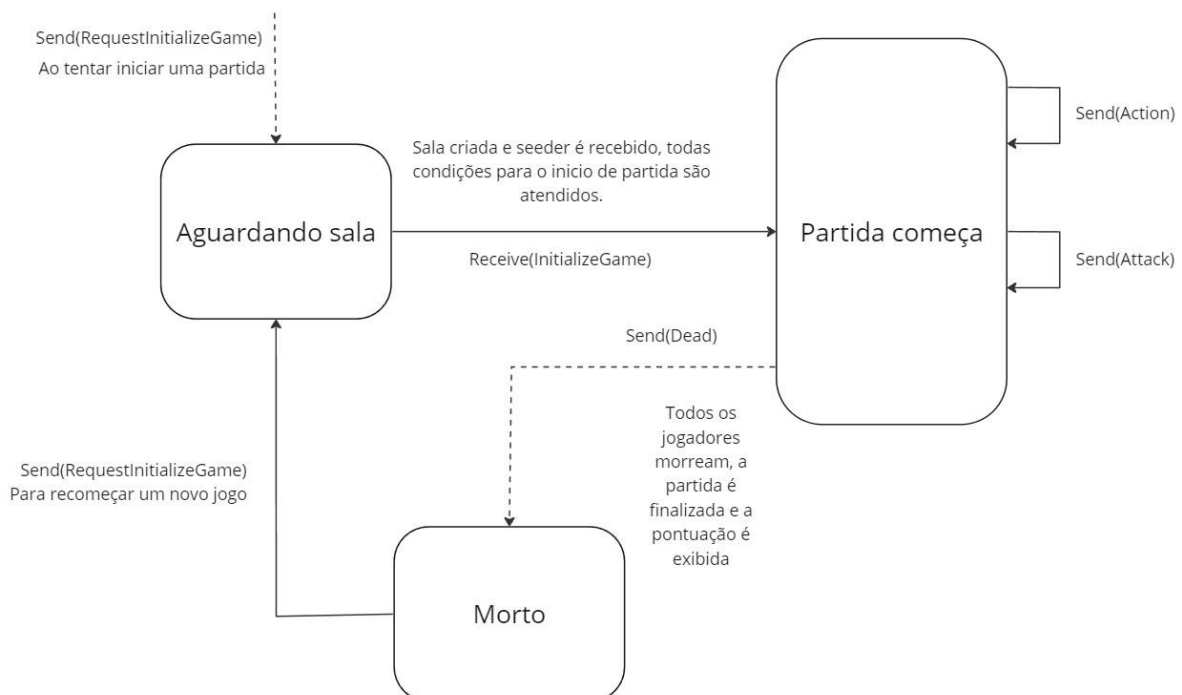 Send(RequestInitializeGame)
Ao tentar iniciar uma partida
Aguardando sala
Sala criada e seeder é recebido, todas
condições para o inicio de partida são
atendidos.
Receive(InitializeGame)
Partida começa
Send(Action)
Send(Attack)
Send(Dead)
Todos os
jogadores
morream, a
partida é
finalizada e a
pontuação é
exibida
Send(RequestInitializeGame)
Para recomeçar um novo jogo
Morto